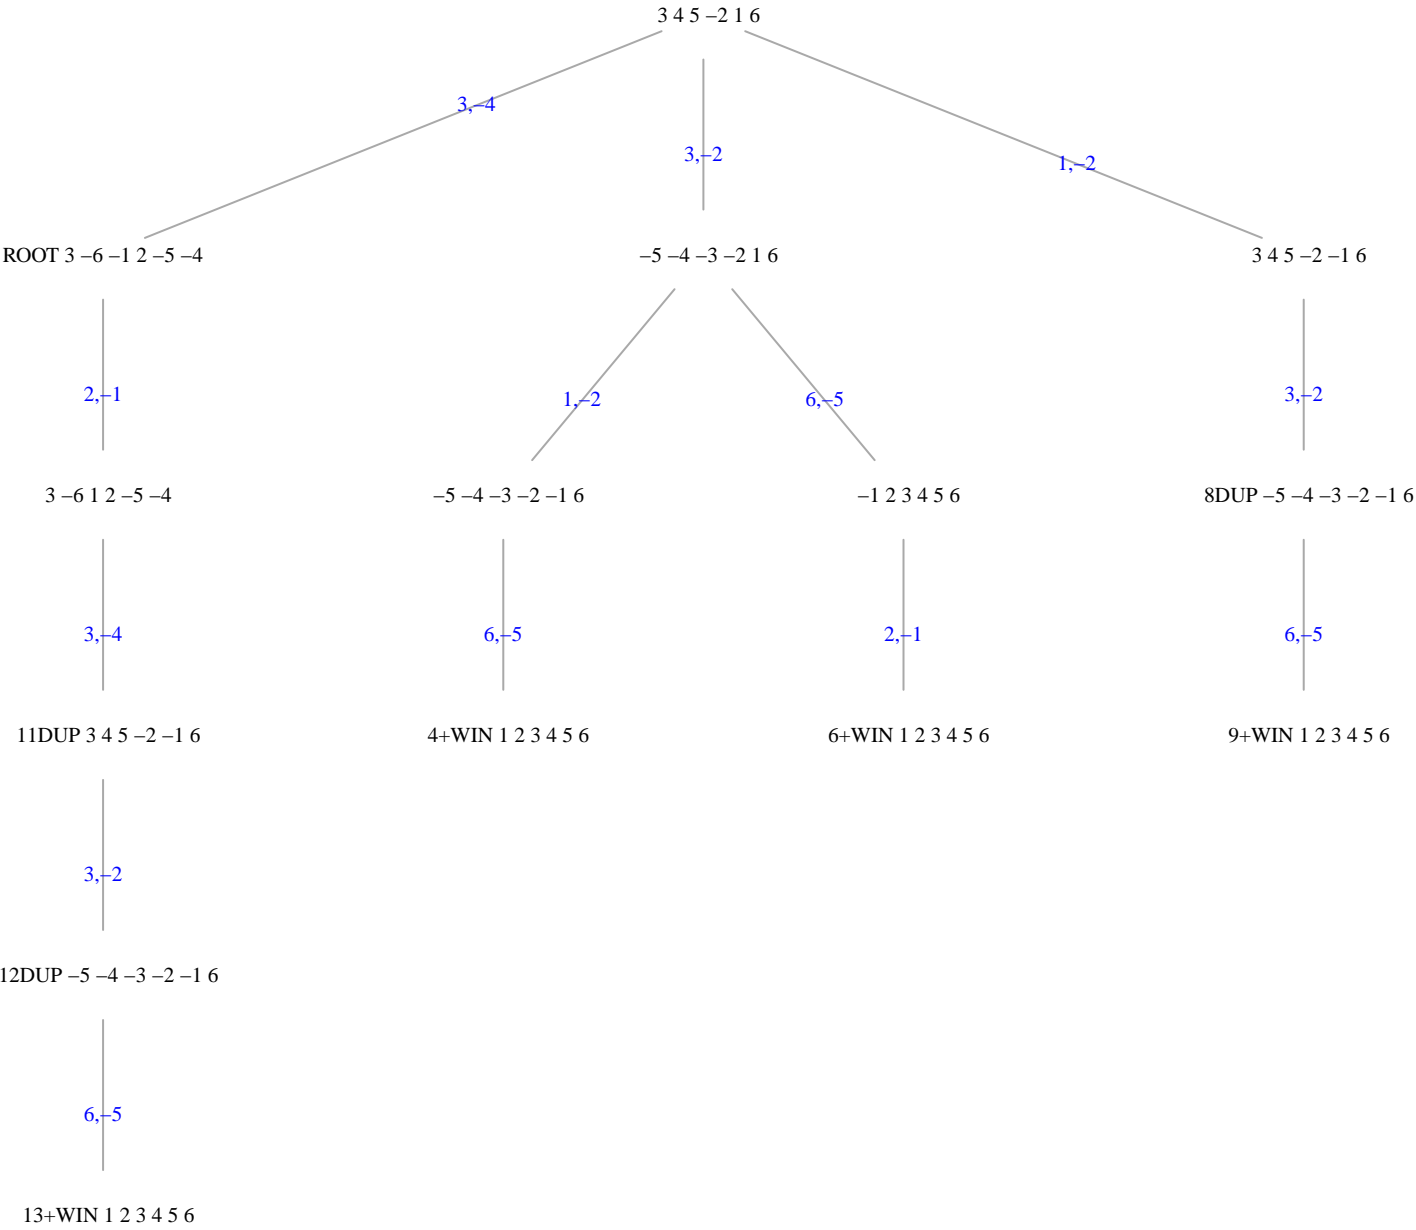 3 4 5 –2 1 6
3,–4
3,–2
1,–2
ROOT 3 –6 –1 2 –5 –4
–5 –4 –3 –2 1 6
3 4 5 –2 –1 6
2,–1
1,–2
6,–5
3,–2
3 –6 1 2 –5 –4
–5 –4 –3 –2 –1 6
–1 2 3 4 5 6
8DUP –5 –4 –3 –2 –1 6
3,–4
6,–5
2,–1
6,–5
11DUP 3 4 5 –2 –1 6
4+WIN 1 2 3 4 5 6
6+WIN 1 2 3 4 5 6
9+WIN 1 2 3 4 5 6
3,–2
12DUP –5 –4 –3 –2 –1 6
6,–5
13+WIN 1 2 3 4 5 6